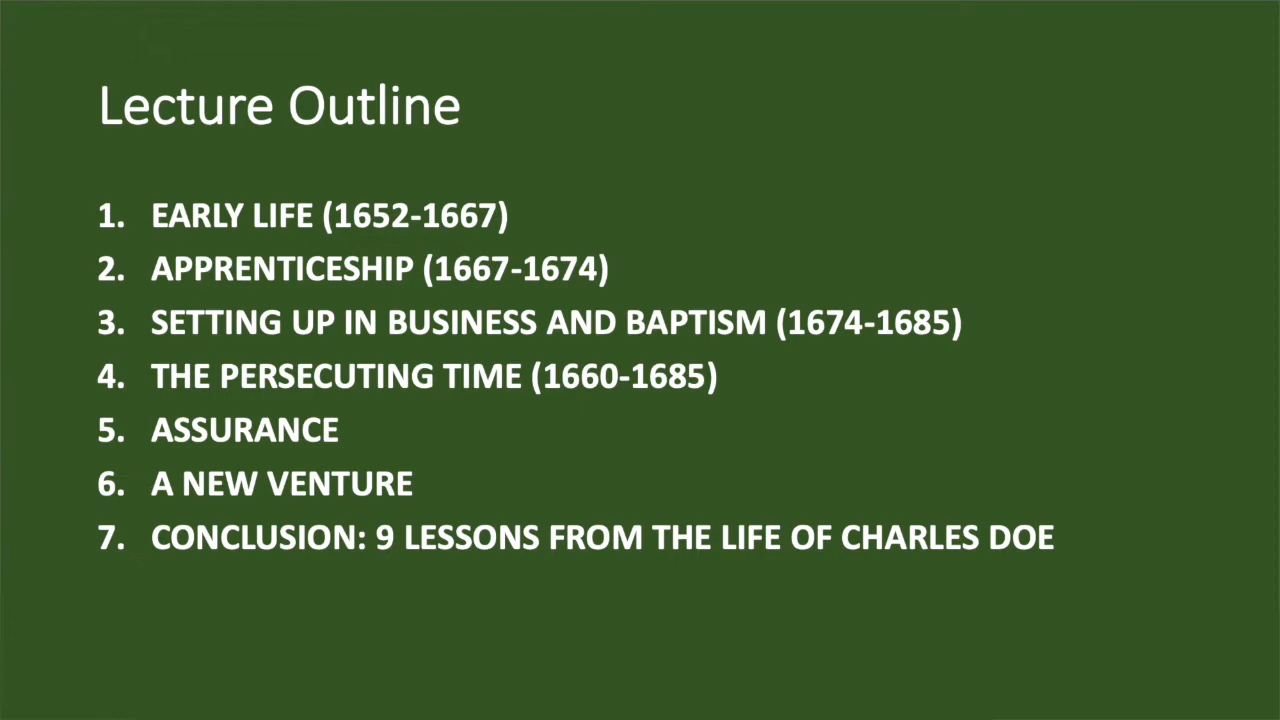 Lecture Outline
1. EARLY LIFE (1652-1667)
2. APPRENTICESHIP (1667-1674)
3. SETTING UP IN BUSINESS AND BAPTISM (1674-1685)
4. THE PERSECUTING TIME (1660-1685)
5. ASSURANCE
6. A NEW VENTURE
7. CONCLUSION: 9 LESSONS FROM THE LIFE OF CHARLES DOE